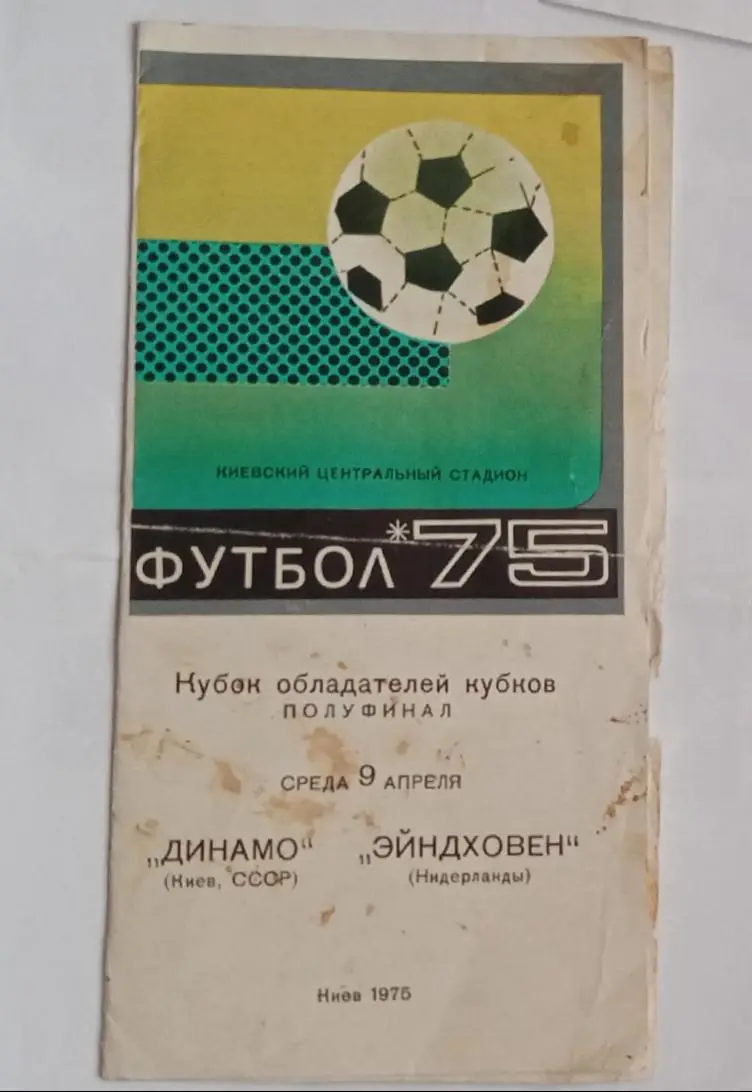 КИЕВСКИЙ ЦЕНТРАЛЬНЫЙ СТАДИОН
ФУТБОЛ *75
Кубок обладателей кубков
ПОЛУФИНАЛ
СРЕДА 9 АПРЕЛЯ
„ДИНАМО“ „ЭЙНДХОВЕН“
(Киев, СССР) (Нидерланды)
Киев 1975